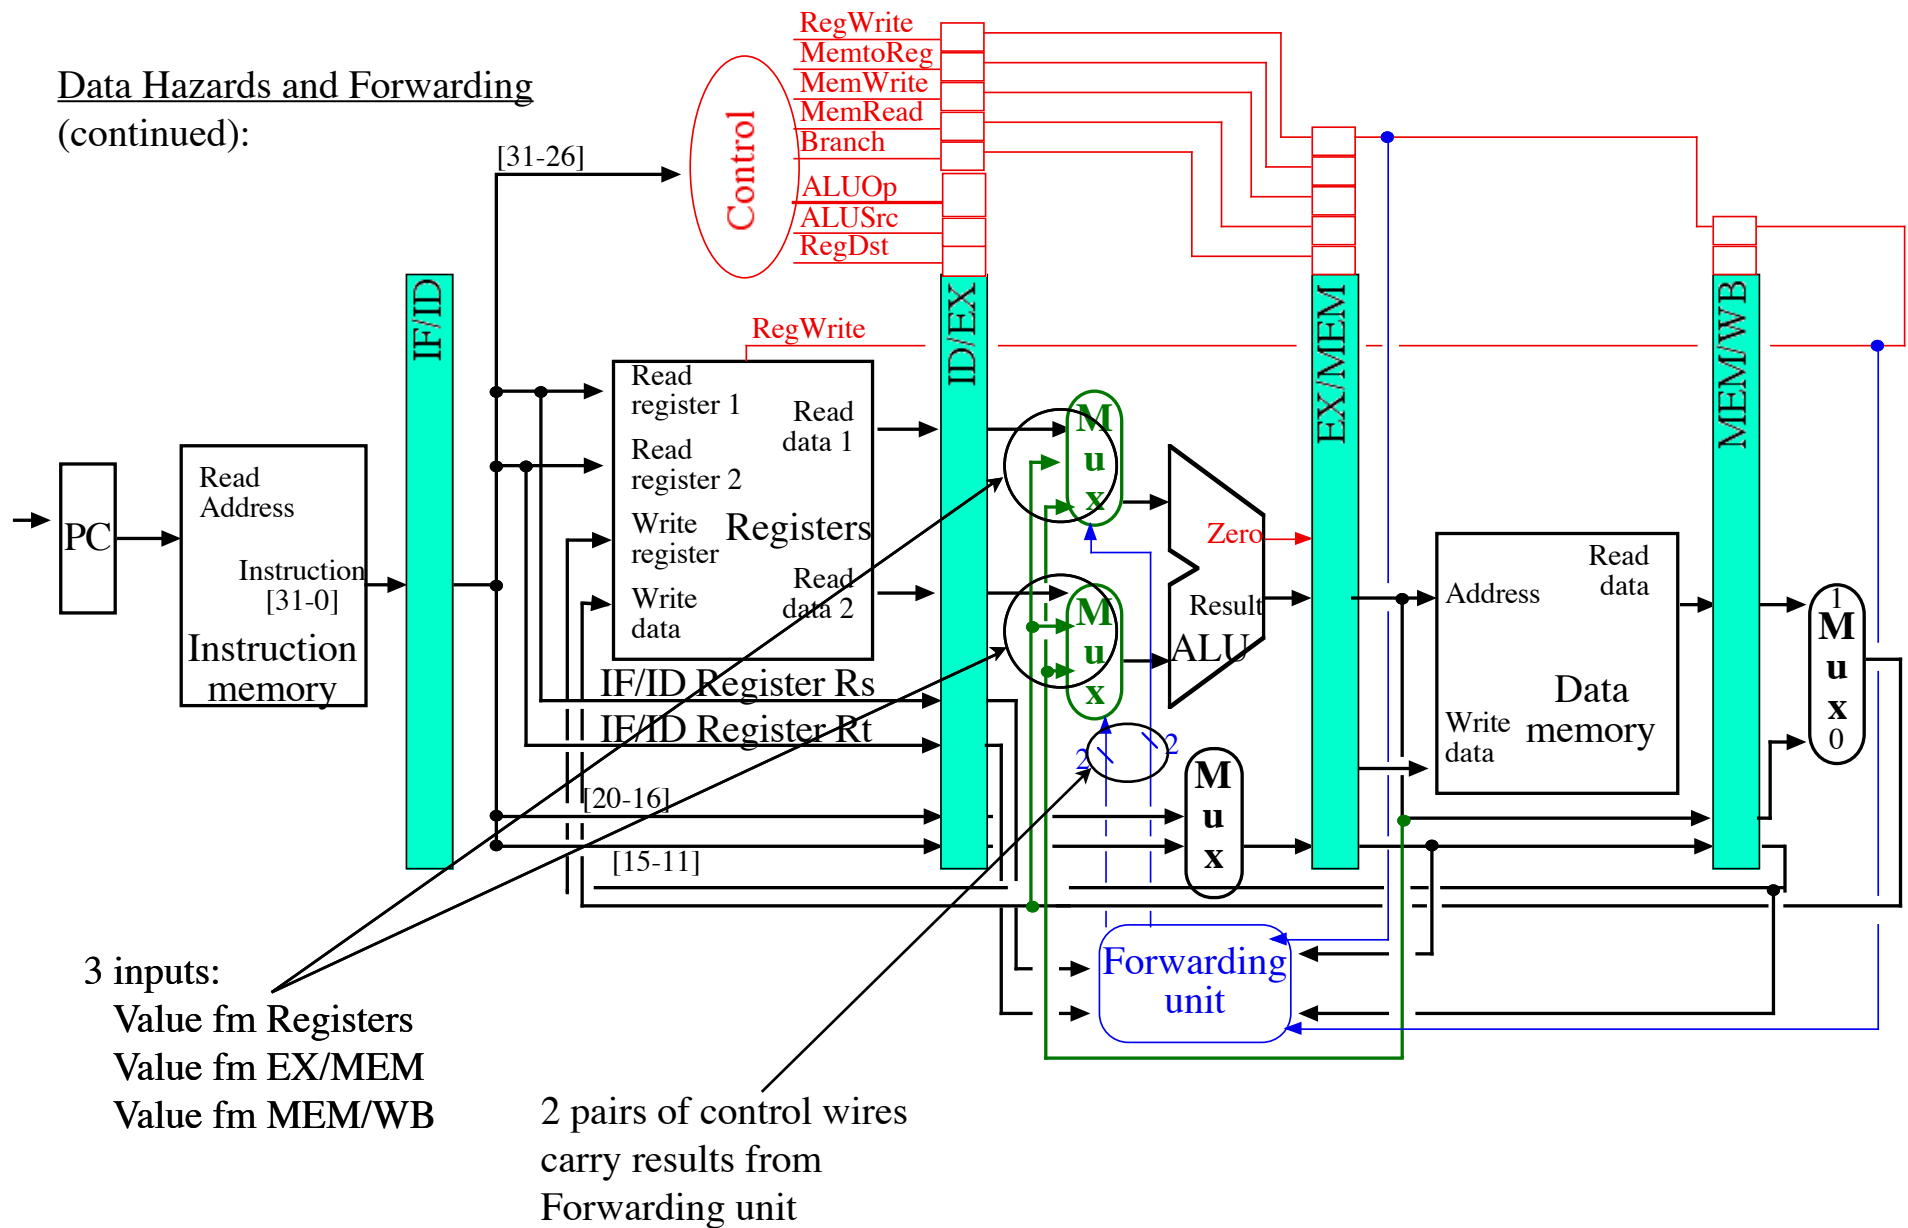 Data Hazards and Forwarding
(continued):
RegWrite
MemtoReg
MemWrite
MemRead
Branch
ALUOp
ALUSrc
RegDst
Control
[31-26]
IF/ID
ID/EX
EX/MEM
MEM/WB
RegWrite
PC
Read
Address
Instruction
[31-0]
Instruction
memory
Read
register 1
Read
register 2
Write
register
Write
data
Read
data 1
Registers
Read
data 2
IF/ID Register Rs
IF/ID Register Rt
[20-16]
[15-11]
M
u
x
M
u
x
2
2
Zero
Result
ALU
M
u
x
Address
Read
data
Write
data
Data
memory
1
M
u
x
0
Forwarding
unit
3 inputs:
Value fm Registers
Value fm EX/MEM
Value fm MEM/WB
2 pairs of control wires
carry results from
Forwarding unit